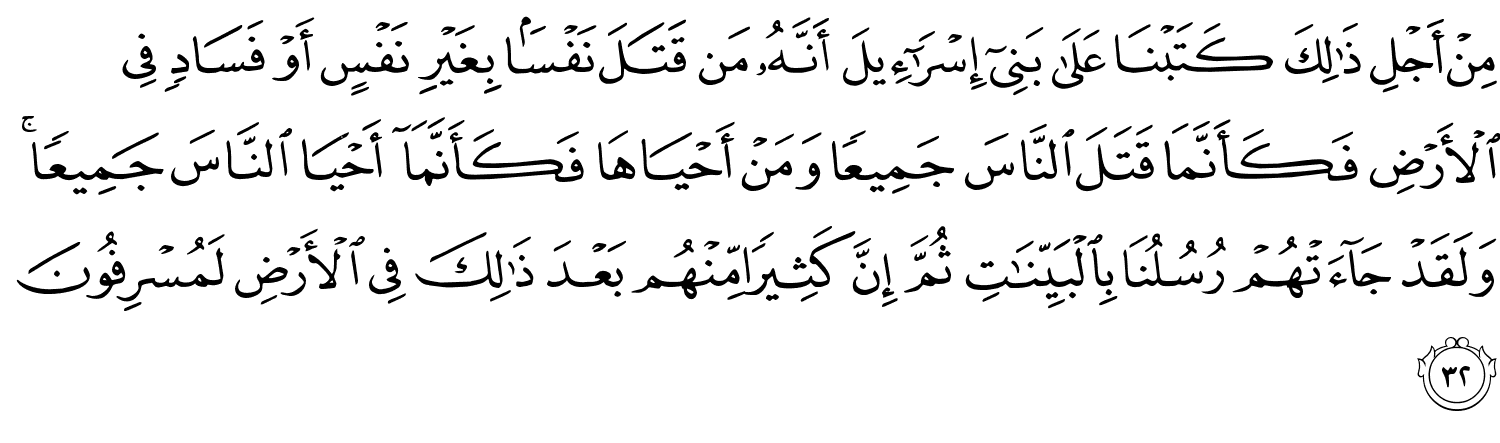 مِنۡ أَجۡلِ ذَٰلِكَ كَتَبۡنَا عَلَىٰ بَنِيٓ إِسۡرَٰٓءِيلَ أَنَّهُۥ مَن قَتَلَ نَفۡسَۢا بِغَيۡرِ نَفۡسٍ أَوۡ فَسَادٖ فِي
ٱلۡأَرۡضِ فَكَأَنَّمَا قَتَلَ ٱلنَّاسَ جَمِيعٗا وَمَنۡ أَحۡيَاهَا فَكَأَنَّمَآ أَحۡيَا ٱلنَّاسَ جَمِيعٗاۚ
وَلَقَدۡ جَآءَتۡهُمۡ رُسُلُنَا بِٱلۡبَيِّنَٰتِ ثُمَّ إِنَّ كَثِيرٗا مِّنۡهُم بَعۡدَ ذَٰلِكَ فِي ٱلۡأَرۡضِ لَمُسۡرِفُونَ
٣٢